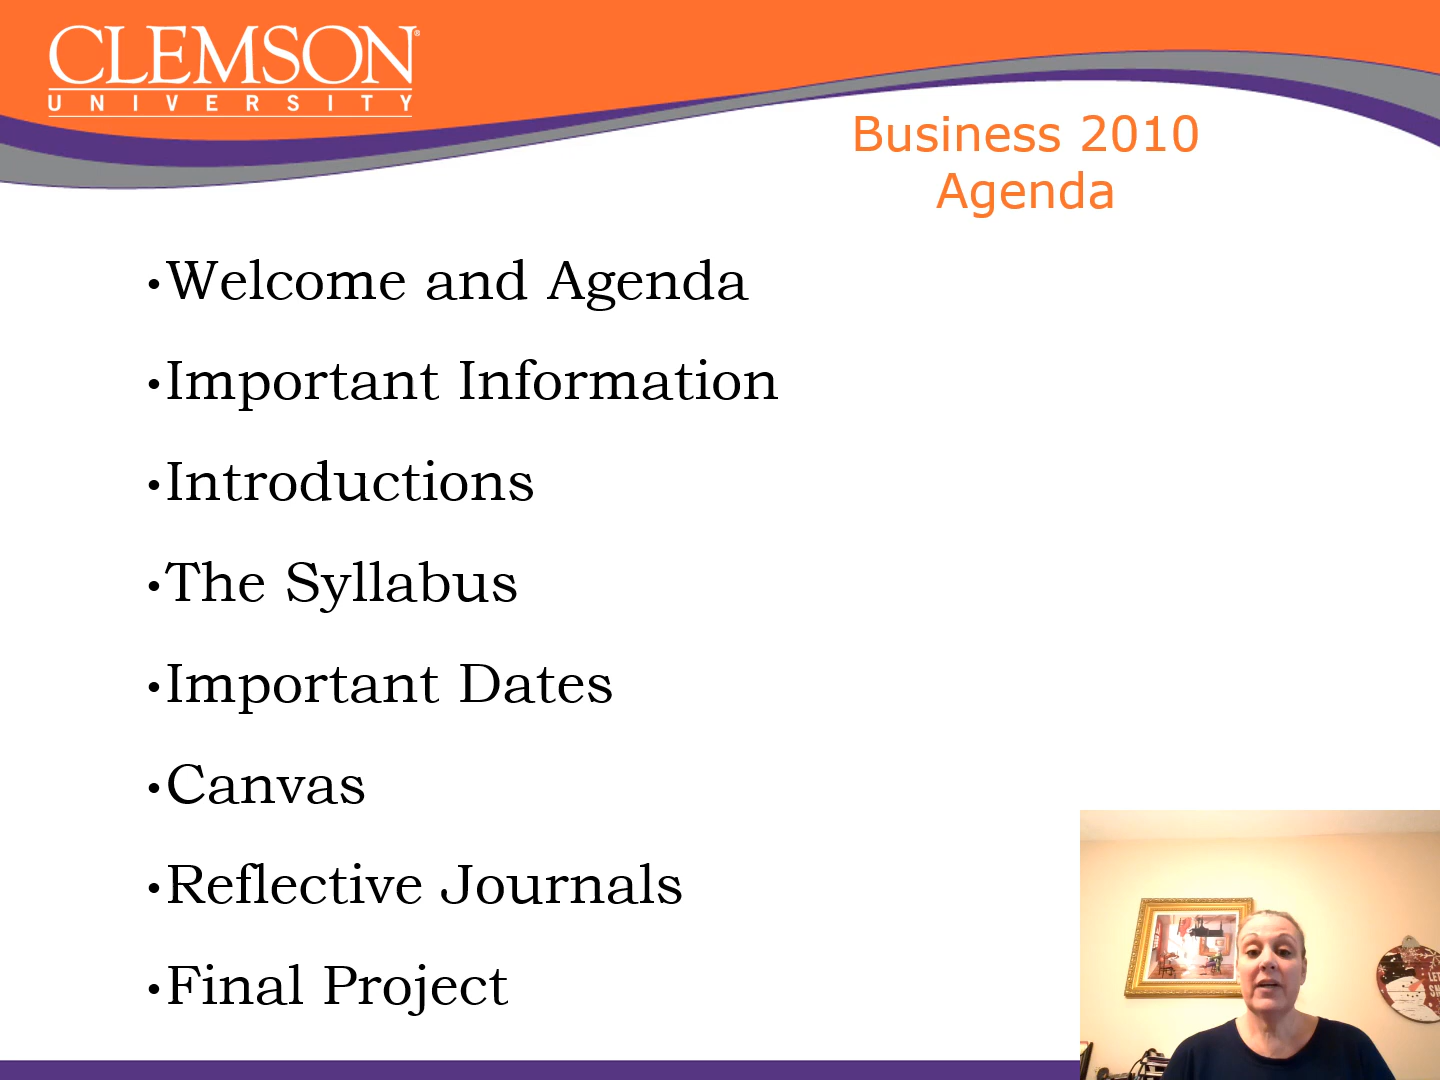 CLEMSON®
UNIVERSITY
Business 2010
Agenda
•Welcome and Agenda
•Important Information
•Introductions
•The Syllabus
•Important Dates
•Canvas
•Reflective Journals
•Final Project